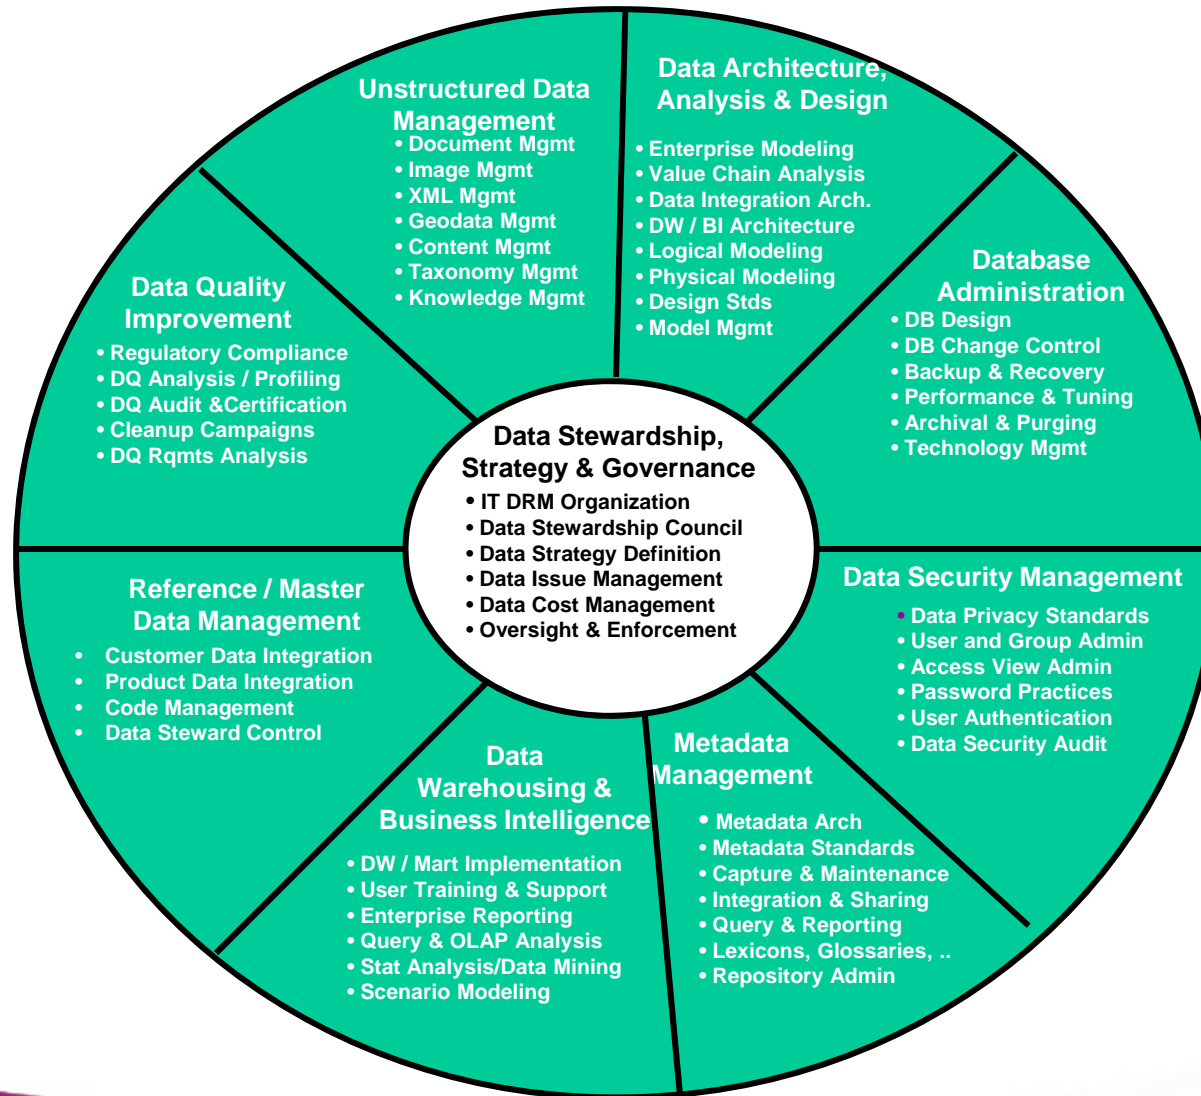 Unstructured Data
Management
• Document Mgmt
• Image Mgmt
• XML Mgmt
• Geodata Mgmt
• Content Mgmt
• Taxonomy Mgmt
• Knowledge Mgmt
Data Architecture,
Analysis & Design
• Enterprise Modeling
• Value Chain Analysis
• Data Integration Arch.
• DW / BI Architecture
• Logical Modeling
• Physical Modeling
• Design Stds
• Model Mgmt
Database
Administration
• DB Design
• DB Change Control
• Backup & Recovery
• Performance & Tuning
• Archival & Purging
• Technology Mgmt
Data Quality
Improvement
• Regulatory Compliance
• DQ Analysis / Profiling
• DQ Audit &Certification
• Cleanup Campaigns
• DQ Rqmts Analysis
Data Stewardship,
Strategy & Governance
• IT DRM Organization
• Data Stewardship Council
• Data Strategy Definition
• Data Issue Management
• Data Cost Management
• Oversight & Enforcement
Reference / Master
Data Management
• Customer Data Integration
• Product Data Integration
• Code Management
• Data Steward Control
Data Security Management
• Data Privacy Standards
• User and Group Admin
• Access View Admin
• Password Practices
• User Authentication
• Data Security Audit
Data
Warehousing &
Business Intelligence
• DW / Mart Implementation
• User Training & Support
• Enterprise Reporting
• Query & OLAP Analysis
• Stat Analysis/Data Mining
• Scenario Modeling
Metadata
Management
• Metadata Arch
• Metadata Standards
• Capture & Maintenance
• Integration & Sharing
• Query & Reporting
• Lexicons, Glossaries, ..
• Repository Admin